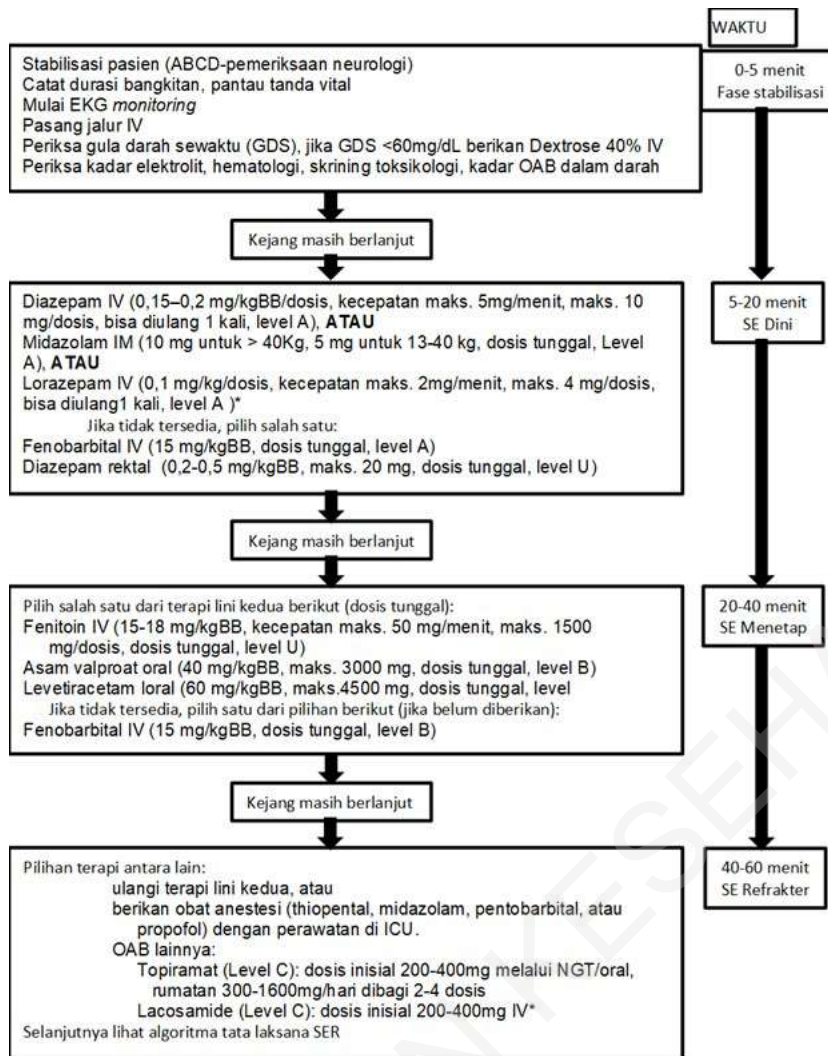 WAKTU
Stabilisasi pasien (ABCD-pemeriksaan neurologi)
Catat durasi bangkitan, pantau tanda vital
Mulai EKG monitoring
Pasang jalur IV
Periksa gula darah sewaktu (GDS), jika GDS <60mg/dL berikan Dextrose 40% IV
Periksa kadar elektrolit, hematologi, skrining toksikologi, kadar OAB dalam darah
0-5 menit
Fase stabilisasi
Kejang masih berlanjut
Diazepam IV (0,15–0,2 mg/kgBB/dosis, kecepatan maks. 5mg/menit, maks. 10
mg/dosis, bisa diulang 1 kali, level A), ATAU
Midazolam IM (10 mg untuk > 40Kg, 5 mg untuk 13-40 kg, dosis tunggal, Level
A), ATAU
Lorazepam IV (0,1 mg/kg/dosis, kecepatan maks. 2mg/menit, maks. 4 mg/dosis,
bisa diulang1 kali, level A )*
Jika tidak tersedia, pilih salah satu:
Fenobarbital IV (15 mg/kgBB, dosis tunggal, level A)
Diazepam rektal (0,2-0,5 mg/kgBB, maks. 20 mg, dosis tunggal, level U)
5-20 menit
SE Dini
Kejang masih berlanjut
Pilih salah satu dari terapi lini kedua berikut (dosis tunggal):
Fenitoin IV (15-18 mg/kgBB, kecepatan maks. 50 mg/menit, maks. 1500
mg/dosis, dosis tunggal, level U)
Asam valproat oral (40 mg/kgBB, maks. 3000 mg, dosis tunggal, level B)
Levetiracetam loral (60 mg/kgBB, maks.4500 mg, dosis tunggal, level
Jika tidak tersedia, pilih satu dari pilihan berikut (jika belum diberikan):
Fenobarbital IV (15 mg/kgBB, dosis tunggal, level B)
20-40 menit
SE Menetap
Kejang masih berlanjut
Pilihan terapi antara lain:
ulangi terapi lini kedua, atau
berikan obat anestesi (thiopental, midazolam, pentobarbital, atau
propofol) dengan perawatan di ICU.
OAB lainnya:
Topiramat (Level C): dosis inisial 200-400mg melalui NGT/oral,
rumatan 300-1600mg/hari dibagi 2-4 dosis
Lacosamide (Level C): dosis inisial 200-400mg IV*
Selanjutnya lihat algoritma tata laksana SER
40-60 menit
SE Refrakter